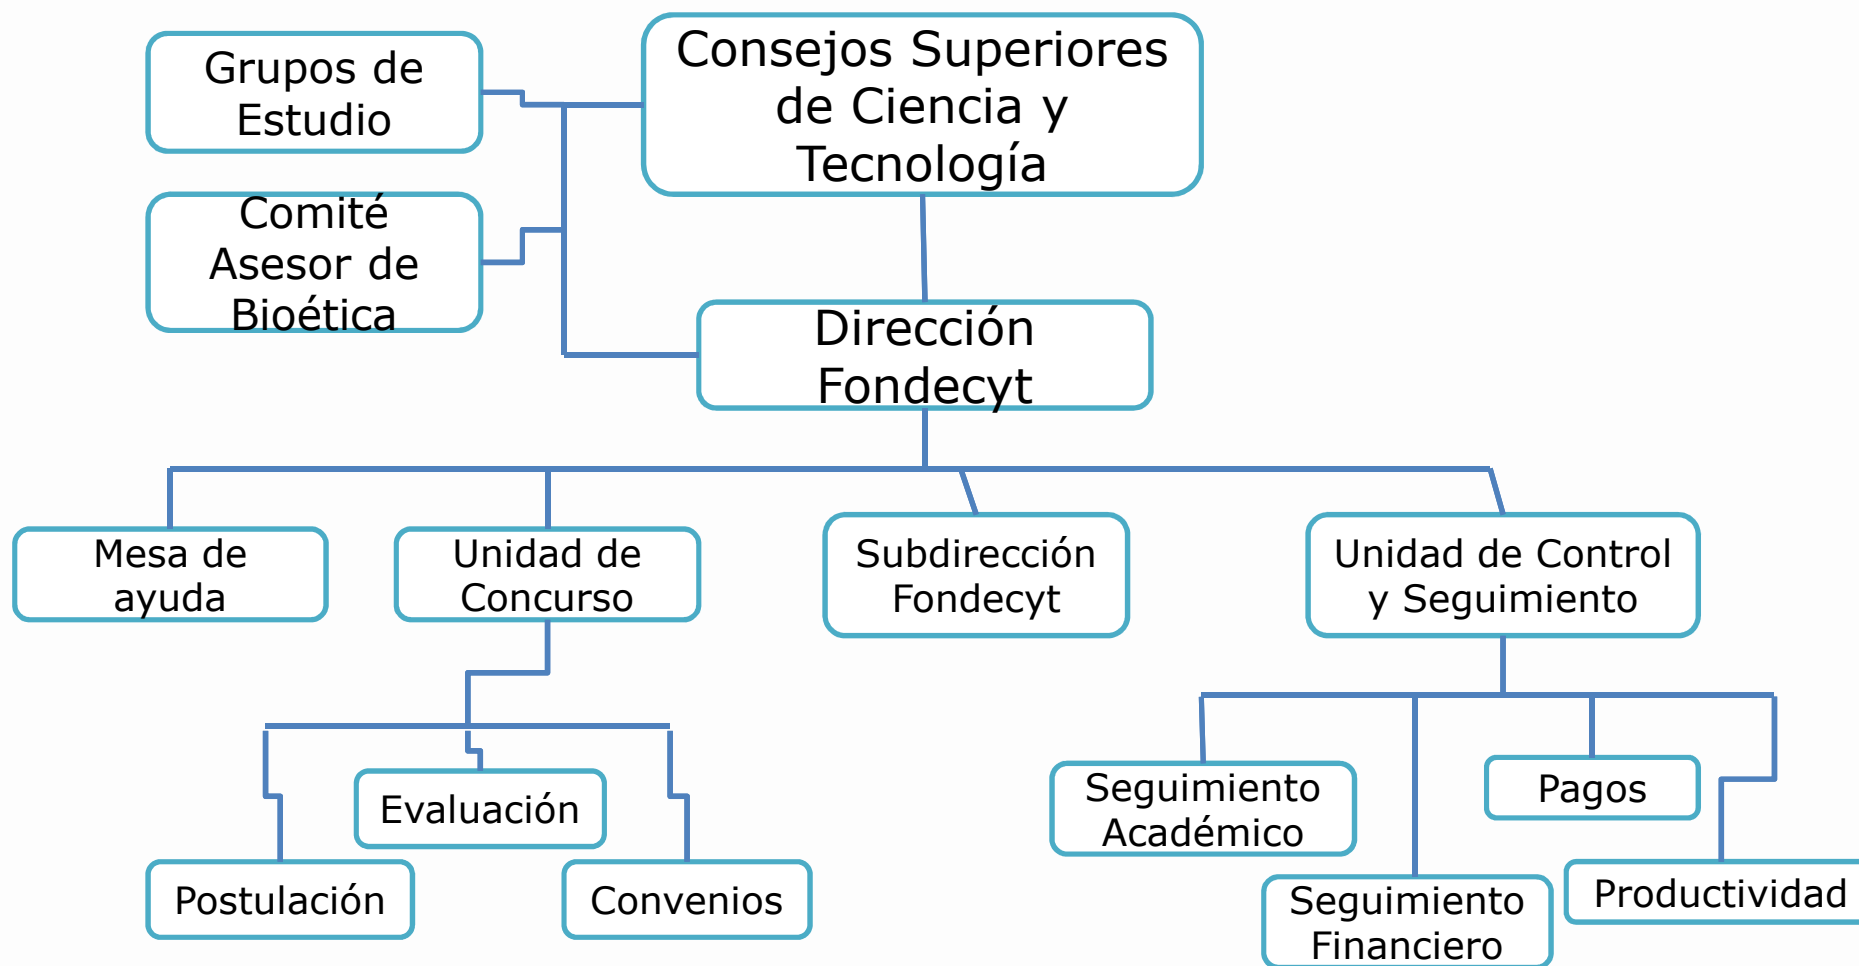 Grupos de
Estudio
Consejos Superiores
de Ciencia y
Tecnología
Comité
Asesor de
Bioética
Dirección
Fondecyt
Mesa de
ayuda
Unidad de
Concurso
Subdirección
Fondecyt
Unidad de Control
y Seguimiento
Evaluación
Postulación
Convenios
Seguimiento
Académico
Pagos
Seguimiento
Financiero
Productividad